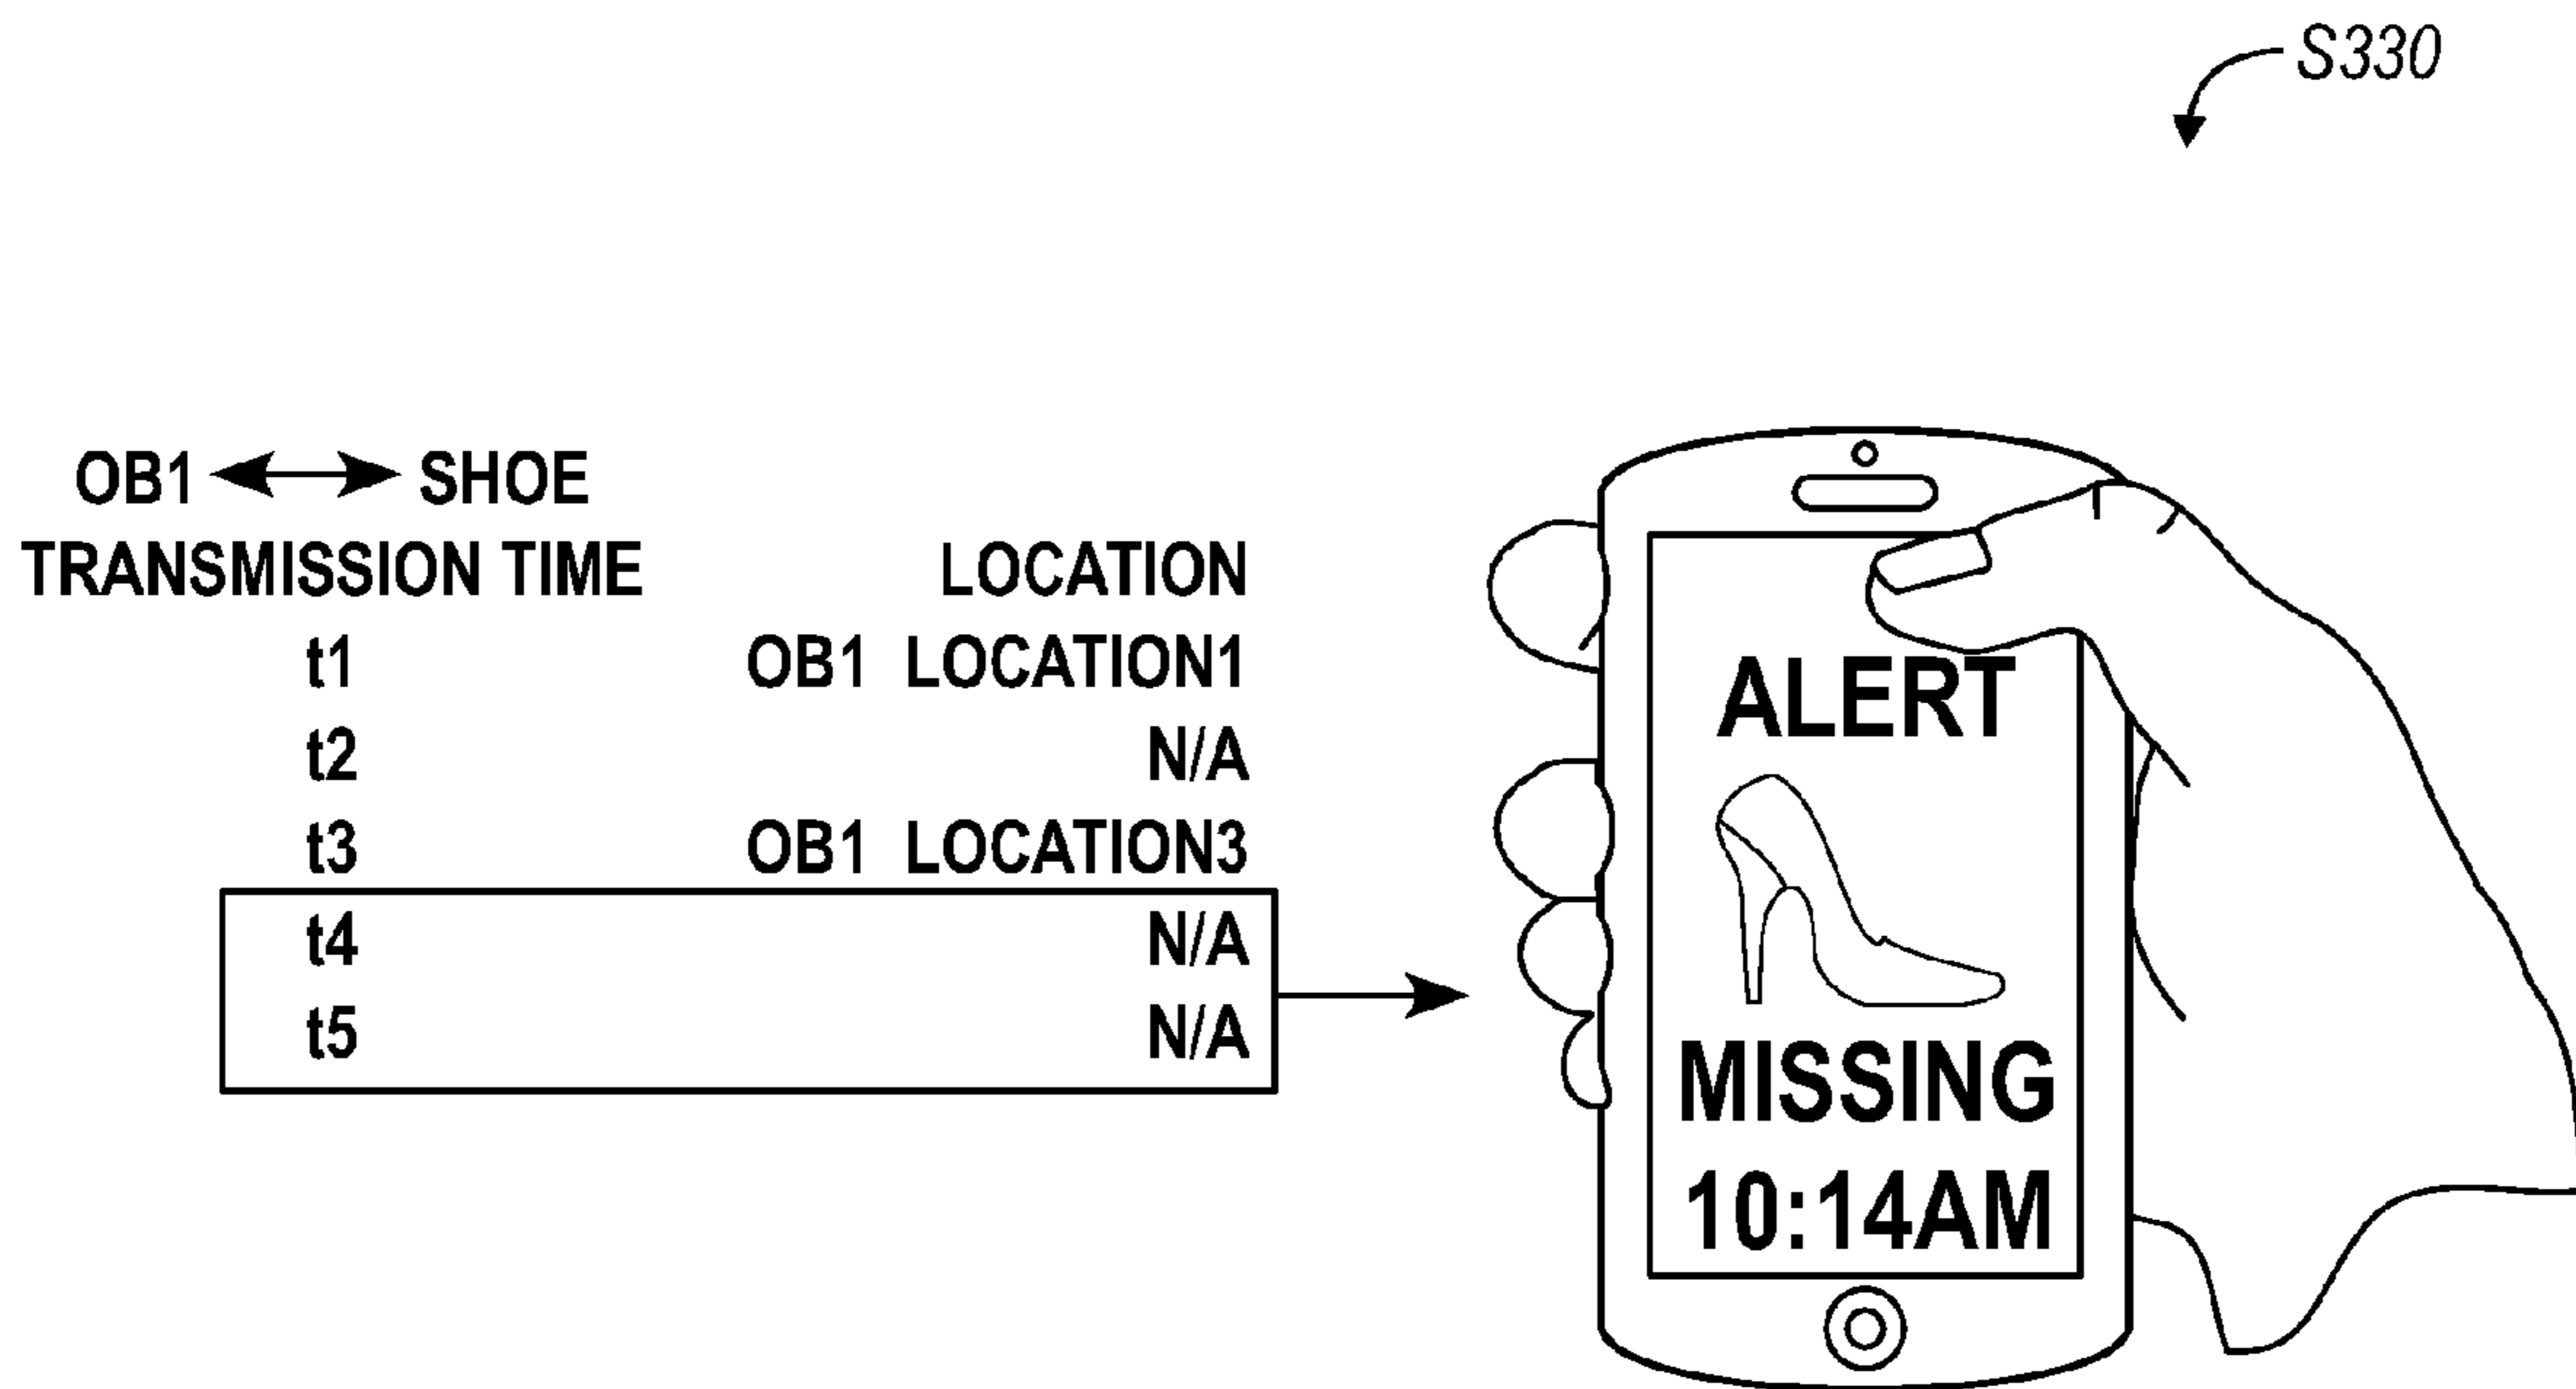 S330
OB1 SHOE
TRANSMISSION TIME LOCATION
t1 OB1 LOCATION1
t2 N/A
t3 OB1 LOCATION3
t4 N/A
t5 N/A
ALERT
MISSING
10:14AM